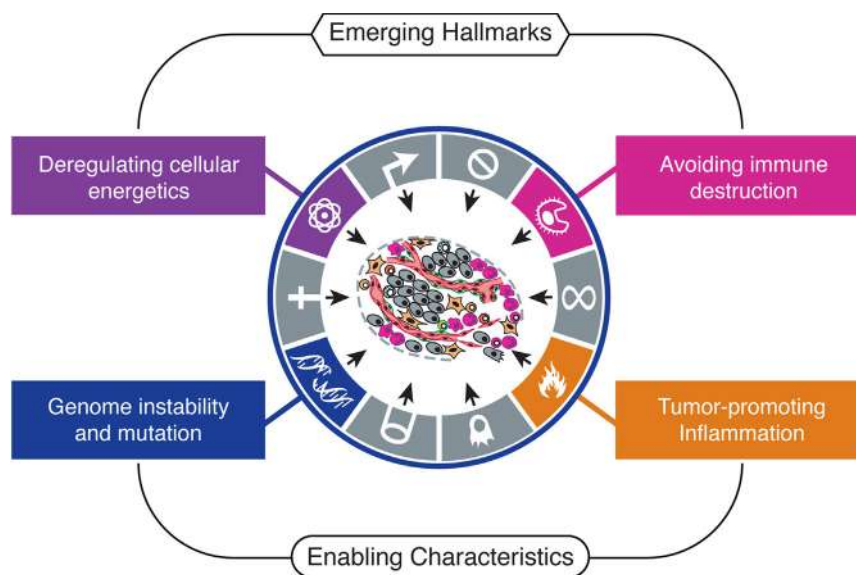 Emerging Hallmarks
Deregulating cellular
energetics
Avoiding immune
destruction
Genome instability
and mutation
Tumor-promoting
Inflammation
Enabling Characteristics